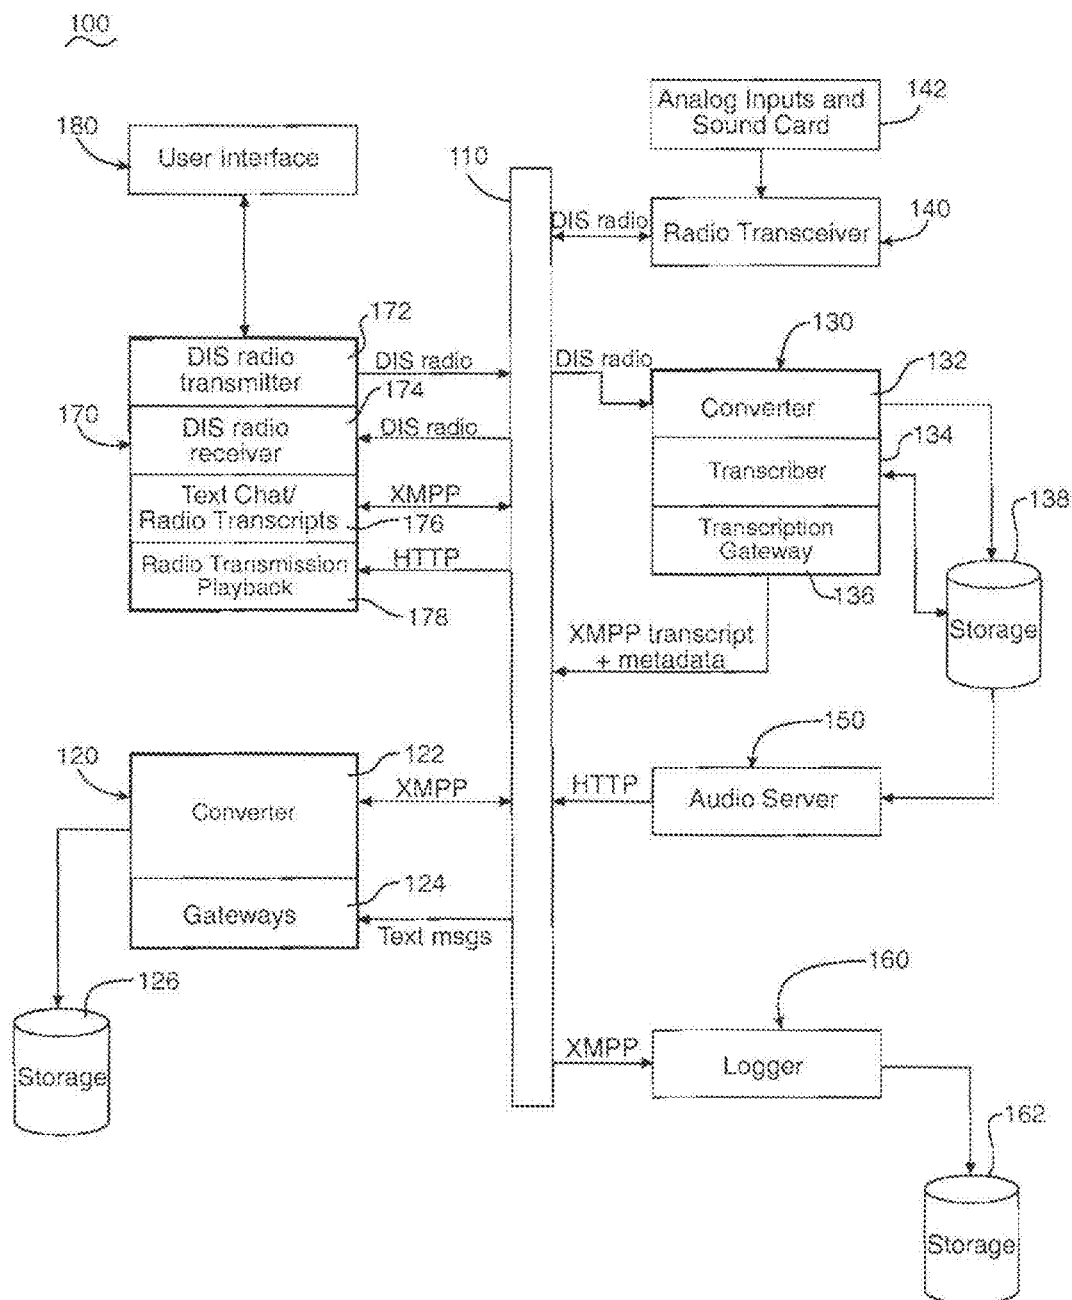 100
180
User Interface
110
Analog Inputs and
Sound Card
142
DIS radio
Radio Transceiver
140
172
DIS radio
transmitter
DIS radio
174
170
DIS radio
receiver
DIS radio
Text Chat/
Radio Transcripts
176
XMPP
Radio Transmission
Playback
178
HTTP
DIS radio
130
132
Converter
134
Transcriber
Transcription
Gateway
136
138
Storage
XMPP transcript
+ metadata
120
122
Converter
XMPP
124
Gateways
Text msgs
126
Storage
150
HTTP
Audio Server
160
XMPP
Logger
162
Storage